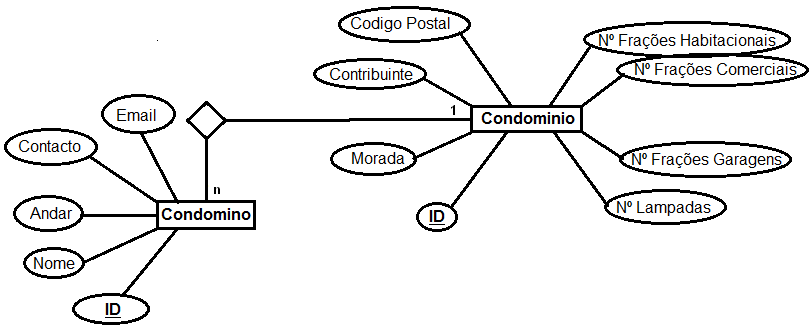 Codigo Postal
Nº Frações Habitacionais
Contribuinte
Nº Frações Comerciais
Email
1
Condominio
Contacto
Morada
Nº Frações Garagens
n
Andar
Condomino
ID
Nº Lampadas
Nome
ID